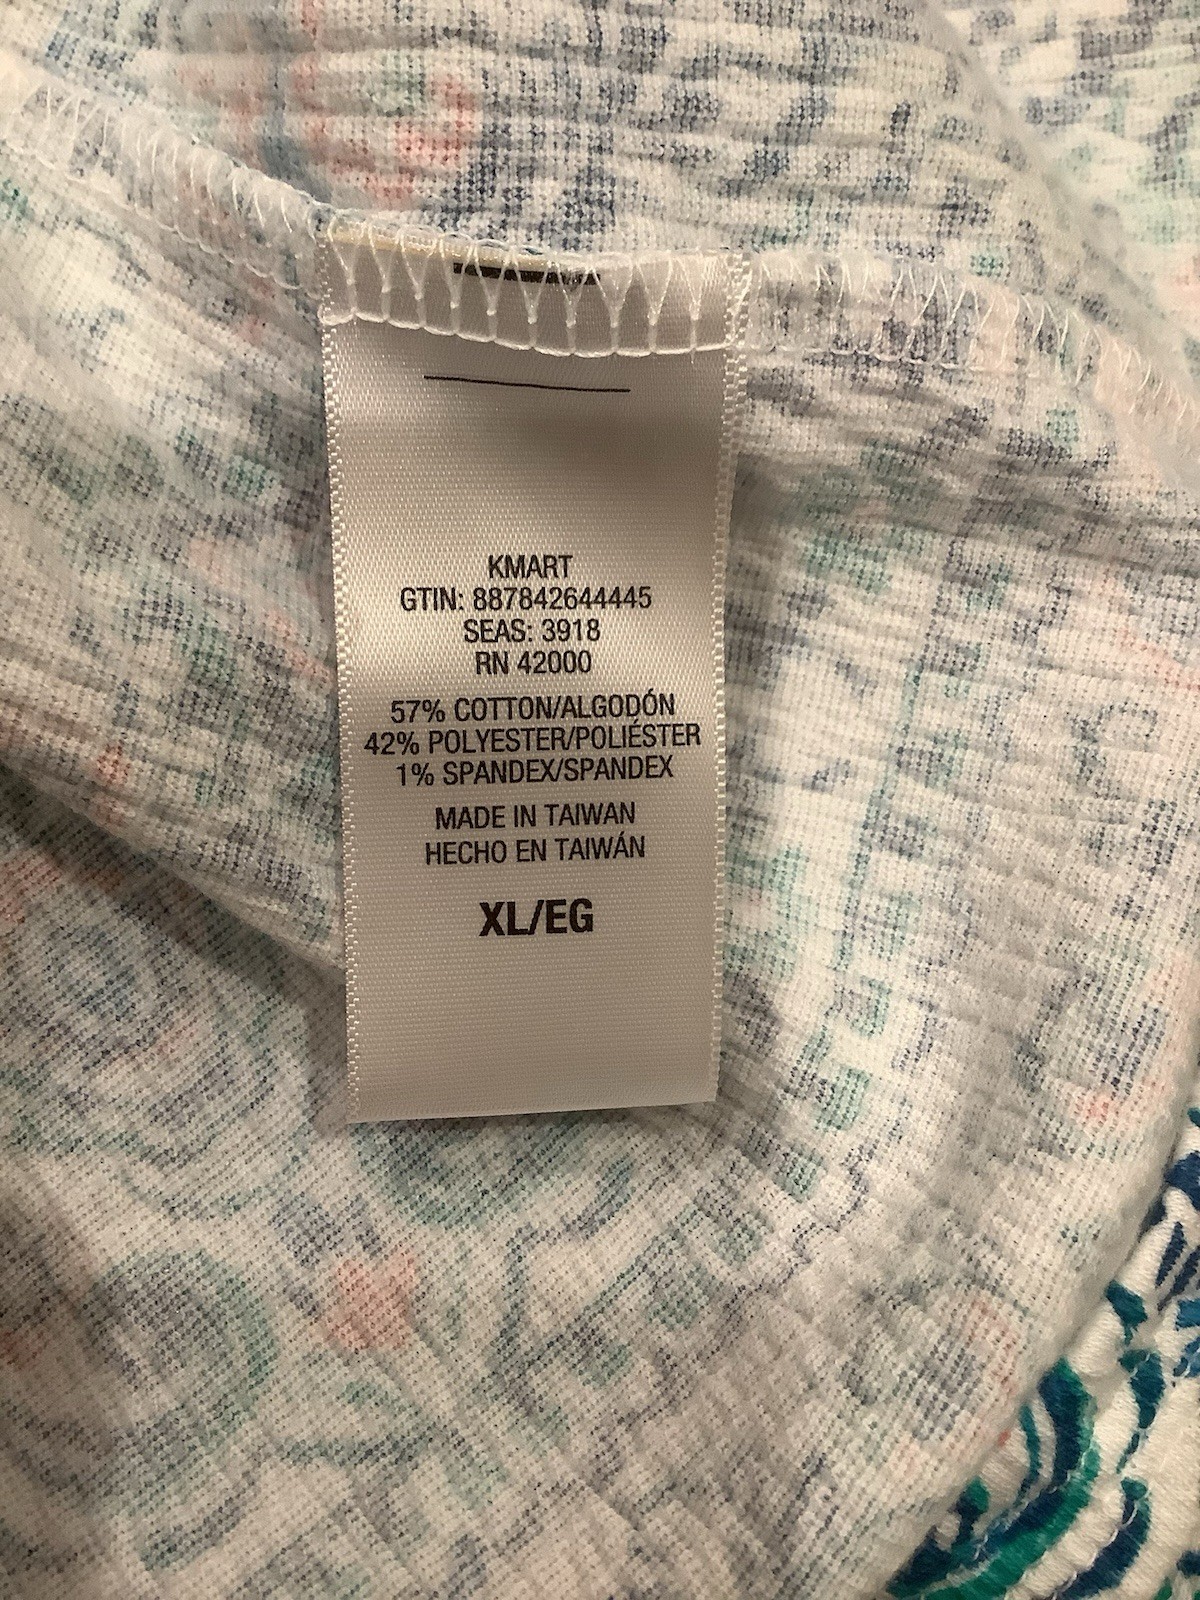 KMART
GTIN: 887842644445
SEAS: 3918
RN 42000
57% COTTON/ALGODÓN
42% POLYESTER/POLIÉSTER
1% SPANDEX/SPANDEX
MADE IN TAIWAN
HECHO EN TAIWÁN
XL/EG